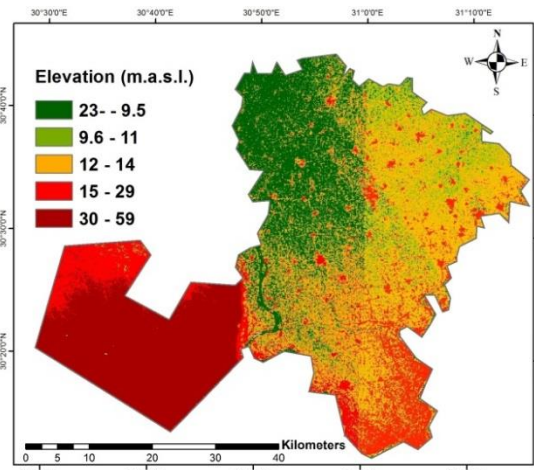 30°30'0"E 30°40'0"E 30°50'0"E 31°0'0"E 31°10'0"E
N
W E
S
Elevation (m.a.s.l.)
23- - 9.5
9.6 - 11
12 - 14
15 - 29
30 - 59
30°40'0"N
30°30'0"N
30°20'0"N
Kilometers
0 5 10 20 30 40